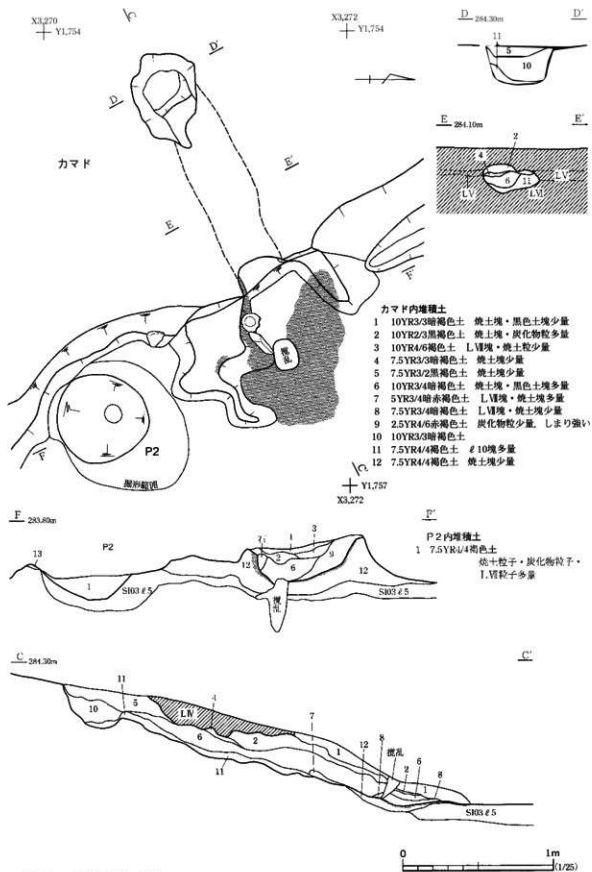 X3,270
Y1,754
C
X3,272
Y1,754
D 284.30m D′
11
5
10
D′
D
E 284.10m E′
2
4
6
11
LⅤ
LⅤ
LⅥ
カマド
E′
E
F′
撹乱
カマド内堆積土
1 10YR3/3暗褐色土 焼土塊・黒色土塊少量
2 10YR2/3黒褐色土 焼土塊・炭化物粒多量
3 10YR4/6褐色土 LⅦ塊・焼土粒少量
4 7.5YR3/3暗褐色土 焼土塊少量
5 7.5YR3/2黒褐色土 焼土塊少量
6 10YR3/4暗褐色土 焼土塊・黒色土塊多量
7 5YR3/4暗赤褐色土 LⅦ塊・焼土塊多量
8 7.5YR3/4暗褐色土 LⅦ塊・焼土塊少量
9 2.5YR4/6赤褐色土 炭化物粒少量，しまり強い
10 10YR3/3暗褐色土
11 7.5YR4/4褐色土 ℓ10塊多量
12 7.5YR4/4褐色土 焼土塊少量
P2
掘形範囲
F
C′
Y1,757
X3,272
F 283.80m F′
P2
13
1
SI03ℓ5
7
1
3
12
2
6
9
12
撹乱
SI03ℓ5
P2内堆積土
1 7.5YR4/4褐色土
焼土粒子・炭化物粒子・
LⅦ粒子多量
C 284.30m C′
11
10
5
LⅣ
4
6
2
11
7
1
12
8
撹乱
2
6
1
8
SI03ℓ5
0 1m
(1/25)